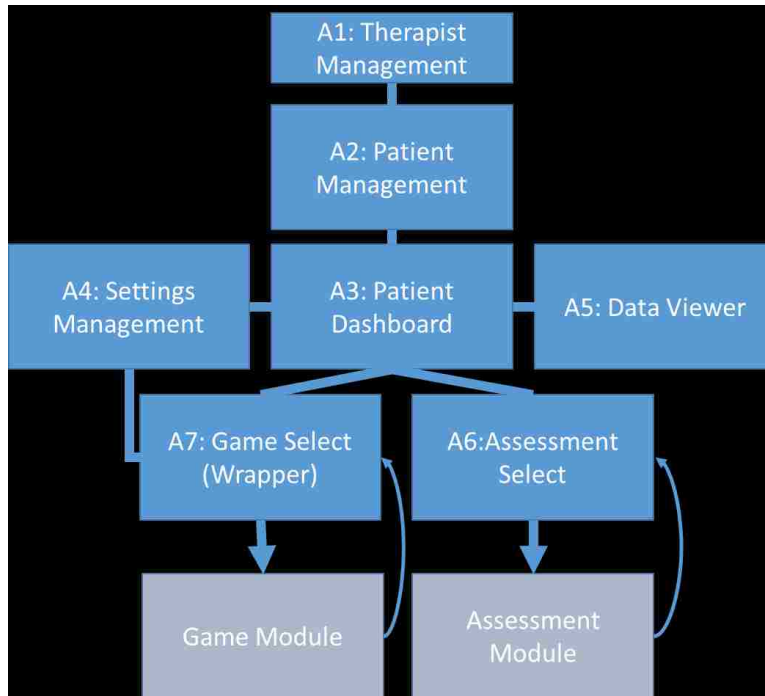 A1: Therapist
Management
A2: Patient
Management
A4: Settings
Management
A3: Patient
Dashboard
A5: Data Viewer
A7: Game Select
(Wrapper)
A6:Assessment
Select
Game Module
Assessment
Module